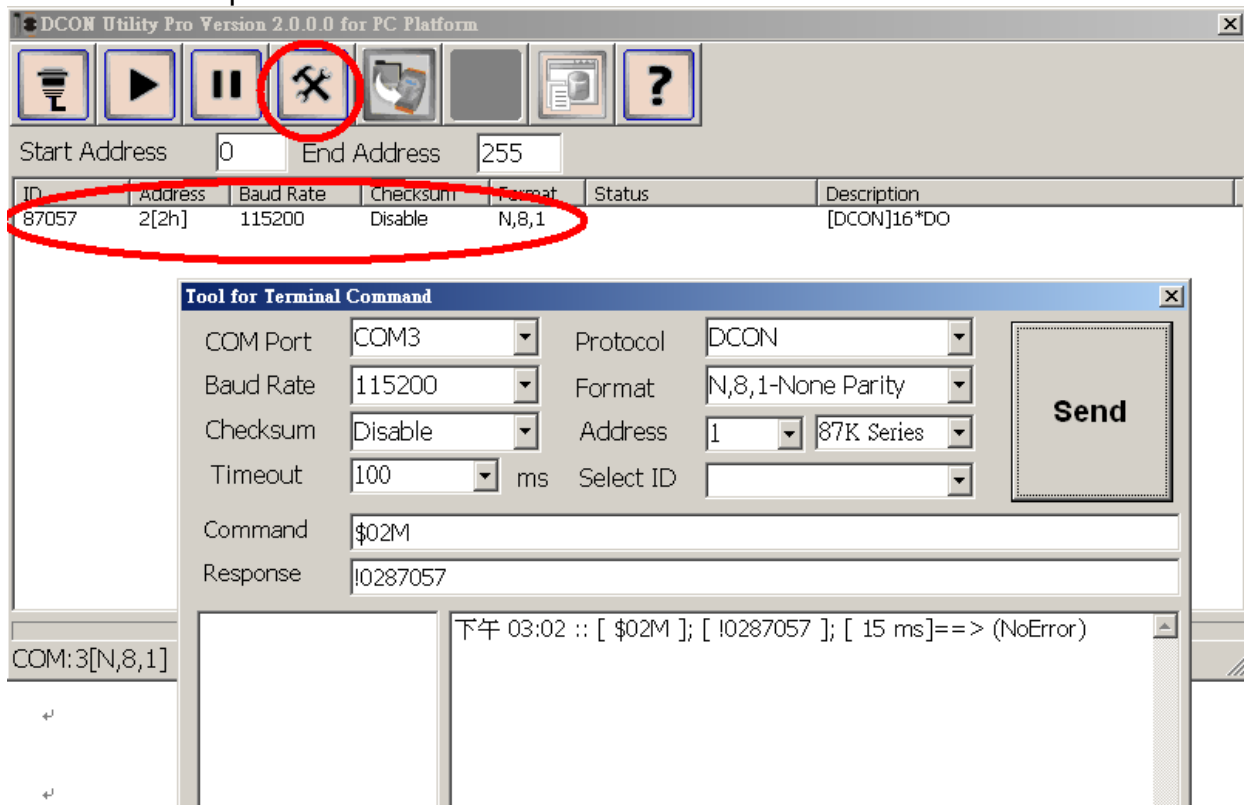 DCON Utility Pro Version 2.0.0.0 for PC Platform
?
Start Address 0 End Address 255
ID Address Baud Rate Checksum Format Status Description
87057 2[2h] 115200 Disable N,8,1 [DCON]16*DO
Tool for Terminal Command
COM Port COM3 Protocol DCON
Baud Rate 115200 Format N,8,1-None Parity
Send
Checksum Disable Address 1 87K Series
Timeout 100 ms Select ID
Command $02M
Response !0287057
下午 03:02 :: [ $02M ]; [ !0287057 ]; [ 15 ms]==> (NoError)
COM:3[N,8,1]